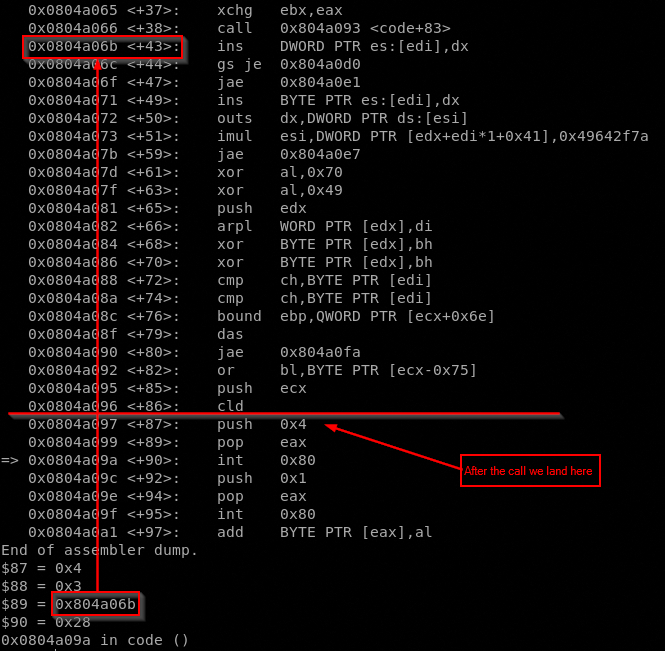 0x0804a065 <+37>: xchg ebx,eax
0x0804a066 <+38>: call 0x804a093 <code+83>
0x0804a06b <+43>: ins DWORD PTR es:[edi],dx
0x0804a06c <+44>: gs je 0x804a0d0
0x0804a06f <+47>: jae 0x804a0e1
0x0804a071 <+49>: ins BYTE PTR es:[edi],dx
0x0804a072 <+50>: outs dx,DWORD PTR ds:[esi]
0x0804a073 <+51>: imul esi,DWORD PTR [edx+edi*1+0x41],0x49642f7a
0x0804a07b <+59>: jae 0x804a0e7
0x0804a07d <+61>: xor al,0x70
0x0804a07f <+63>: xor al,0x49
0x0804a081 <+65>: push edx
0x0804a082 <+66>: arpl WORD PTR [edx],di
0x0804a084 <+68>: xor BYTE PTR [edx],bh
0x0804a086 <+70>: xor BYTE PTR [edx],bh
0x0804a088 <+72>: cmp ch,BYTE PTR [edi]
0x0804a08a <+74>: cmp ch,BYTE PTR [edi]
0x0804a08c <+76>: bound ebp,QWORD PTR [ecx+0x6e]
0x0804a08f <+79>: das
0x0804a090 <+80>: jae 0x804a0fa
0x0804a092 <+82>: or bl,BYTE PTR [ecx-0x75]
0x0804a095 <+85>: push ecx
0x0804a096 <+86>: cld
0x0804a097 <+87>: push 0x4
0x0804a099 <+89>: pop eax
=> 0x0804a09a <+90>: int 0x80
After the call we land here
0x0804a09c <+92>: push 0x1
0x0804a09e <+94>: pop eax
0x0804a09f <+95>: int 0x80
0x0804a0a1 <+97>: add BYTE PTR [eax],al
End of assembler dump.
$87 = 0x4
$88 = 0x3
$89 = 0x804a06b
$90 = 0x28
0x0804a09a in code ()